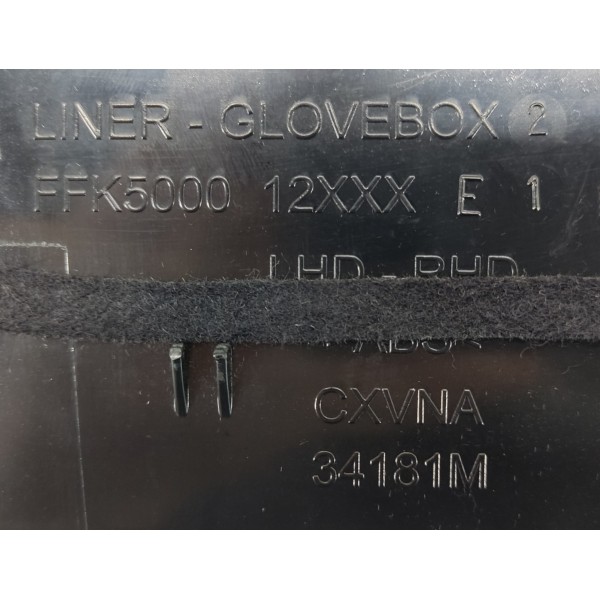 LINER - GLOVEBOX 2
FFK5000 12XXX E 1
LHD - RHD
CXVNA
34181M